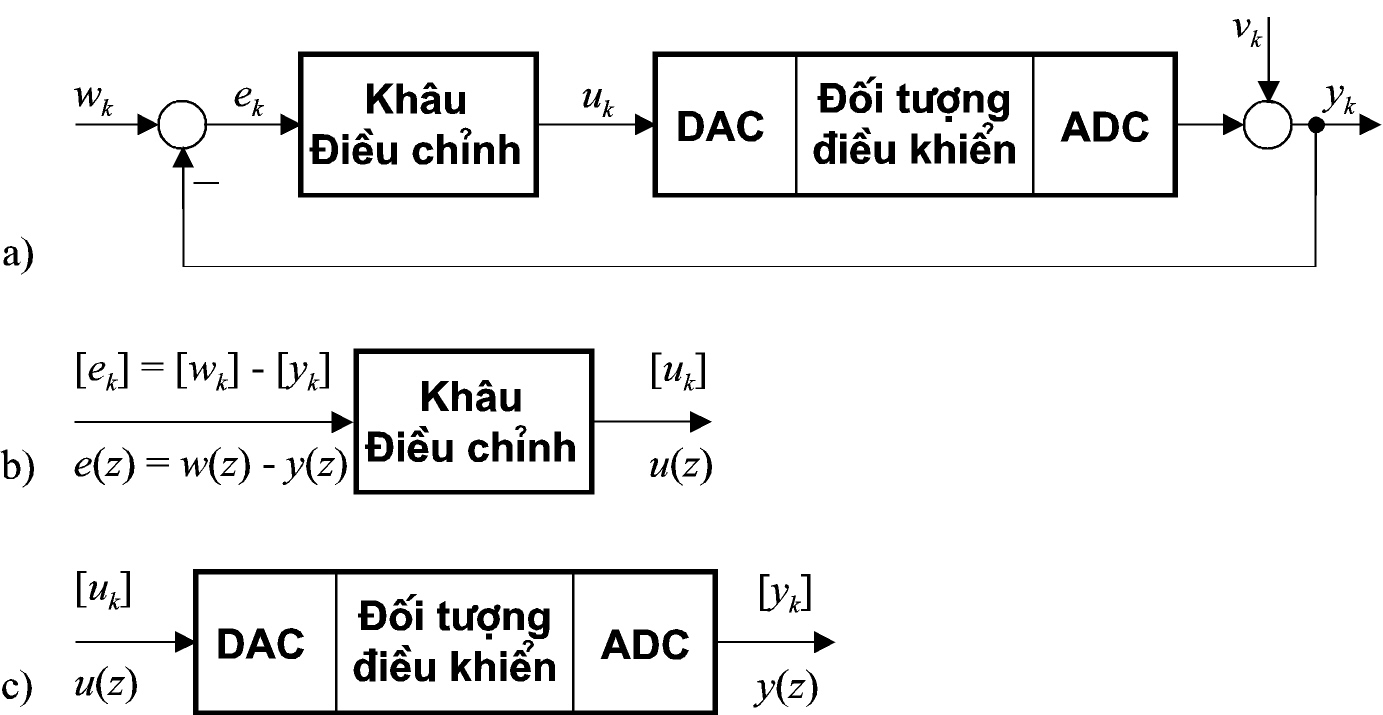 w_k
e_k
Khâu
Điều chỉnh
u_k
DAC
Đối tượng
điều khiển
ADC
v_k
y_k
–
a)
[e_k] = [w_k] - [y_k]
e(z) = w(z) - y(z)
Khâu
Điều chỉnh
[u_k]
u(z)
b)
[u_k]
u(z)
DAC
Đối tượng
điều khiển
ADC
[y_k]
y(z)
c)